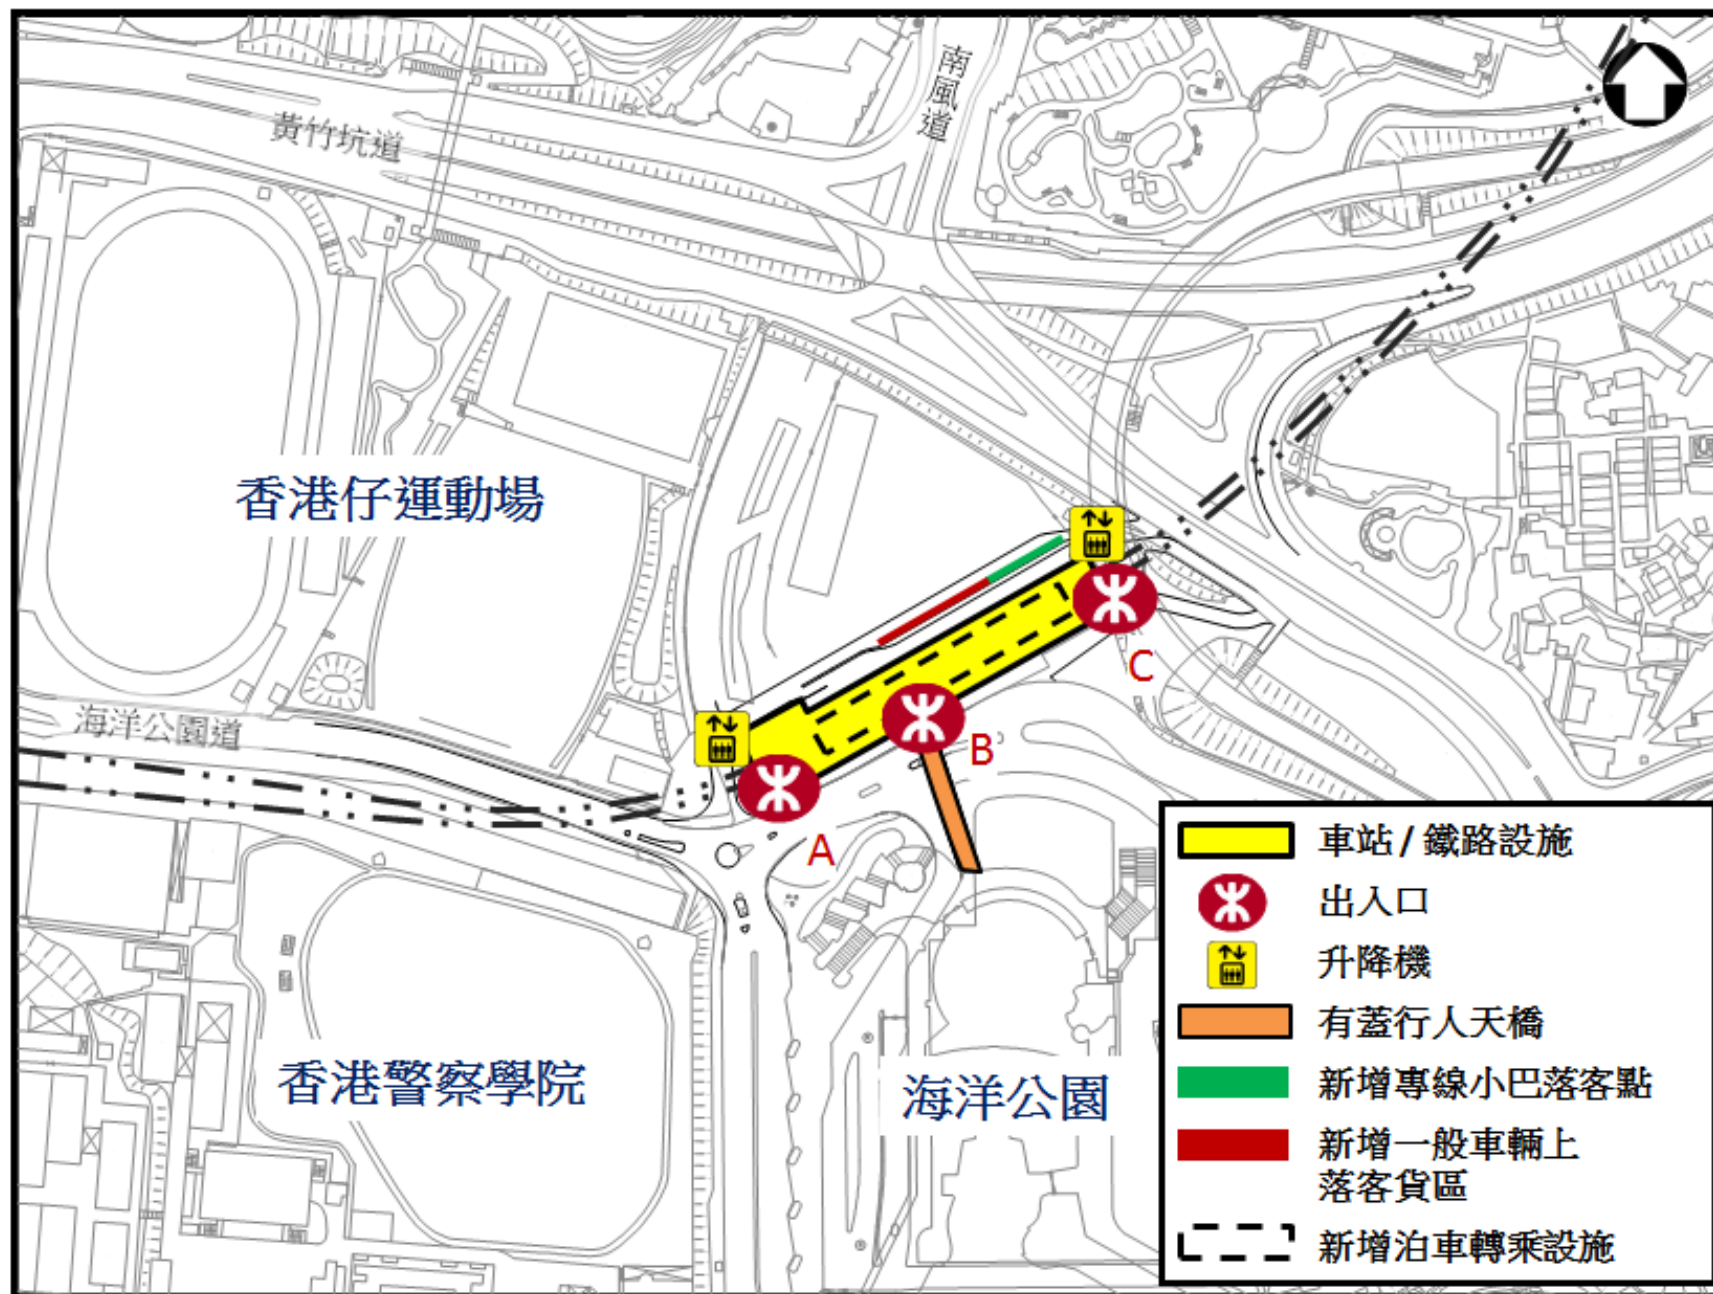 南風道
黃竹坑道
香港仔運動場
海洋公園道
A
B
C
香港警察學院
海洋公園
車站 / 鐵路設施
出入口
升降機
有蓋行人天橋
新增專線小巴落客點
新增一般車輛上
落客貨區
新增泊車轉乘設施